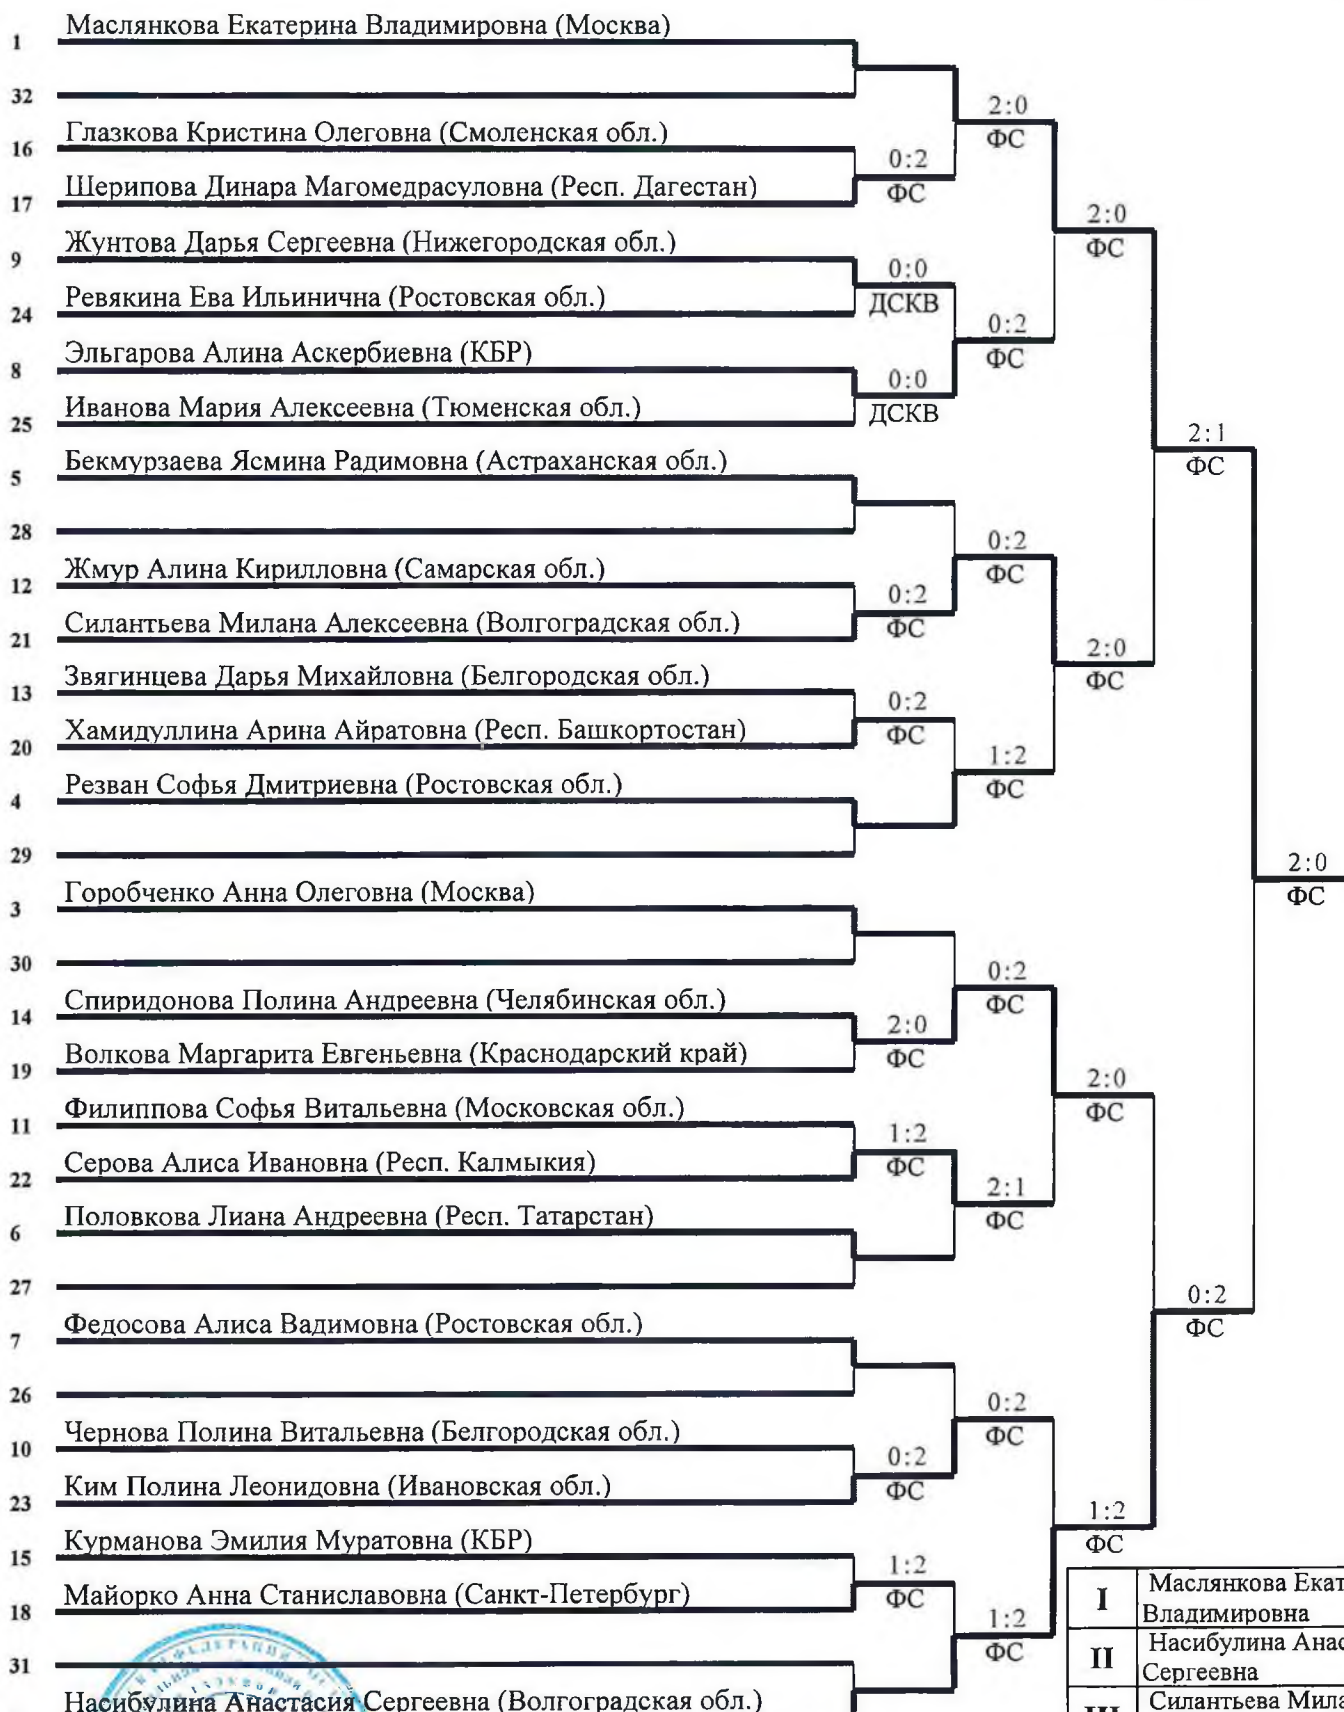 Маслянкова Екатерина Владимировна (Москва)
1
32
2:0
ФС
Глазкова Кристина Олеговна (Смоленская обл.)
16
0:2
ФС
Шерипова Динара Магомедрасуловна (Респ. Дагестан)
17
2:0
ФС
Жунтова Дарья Сергеевна (Нижегородская обл.)
9
0:0
ДСКВ
Ревякина Ева Ильинична (Ростовская обл.)
24
0:2
ФС
Эльгарова Алина Аскербиевна (КБР)
8
0:0
ДСКВ
Иванова Мария Алексеевна (Тюменская обл.)
25
2:1
ФС
Бекмурзаева Ясмина Радимовна (Астраханская обл.)
5
28
0:2
ФС
Жмур Алина Кирилловна (Самарская обл.)
12
0:2
ФС
Силантьева Милана Алексеевна (Волгоградская обл.)
21
2:0
ФС
Звягинцева Дарья Михайловна (Белгородская обл.)
13
0:2
ФС
Хамидуллина Арина Айратовна (Респ. Башкортостан)
20
1:2
ФС
Резван Софья Дмитриевна (Ростовская обл.)
4
29
2:0
ФС
Горобченко Анна Олеговна (Москва)
3
30
0:2
ФС
Спиридонова Полина Андреевна (Челябинская обл.)
14
2:0
ФС
Волкова Маргарита Евгеньевна (Краснодарский край)
19
2:0
ФС
Филиппова Софья Витальевна (Московская обл.)
11
1:2
ФС
Серова Алиса Ивановна (Респ. Калмыкия)
22
2:1
ФС
Половкова Лиана Андреевна (Респ. Татарстан)
6
27
0:2
ФС
Федосова Алиса Вадимовна (Ростовская обл.)
7
26
0:2
ФС
Чернова Полина Витальевна (Белгородская обл.)
10
0:2
ФС
Ким Полина Леонидовна (Ивановская обл.)
23
1:2
ФС
Курманова Эмилия Муратовна (КБР)
15
1:2
ФС
Майорко Анна Станиславовна (Санкт-Петербург)
18
1:2
ФС
31
Насибулина Анастасия Сергеевна (Волгоградская обл.)
I
Маслянкова Екат
Владимировна
II
Насибулина Анас
Сергеевна
III
Силантьева Мила